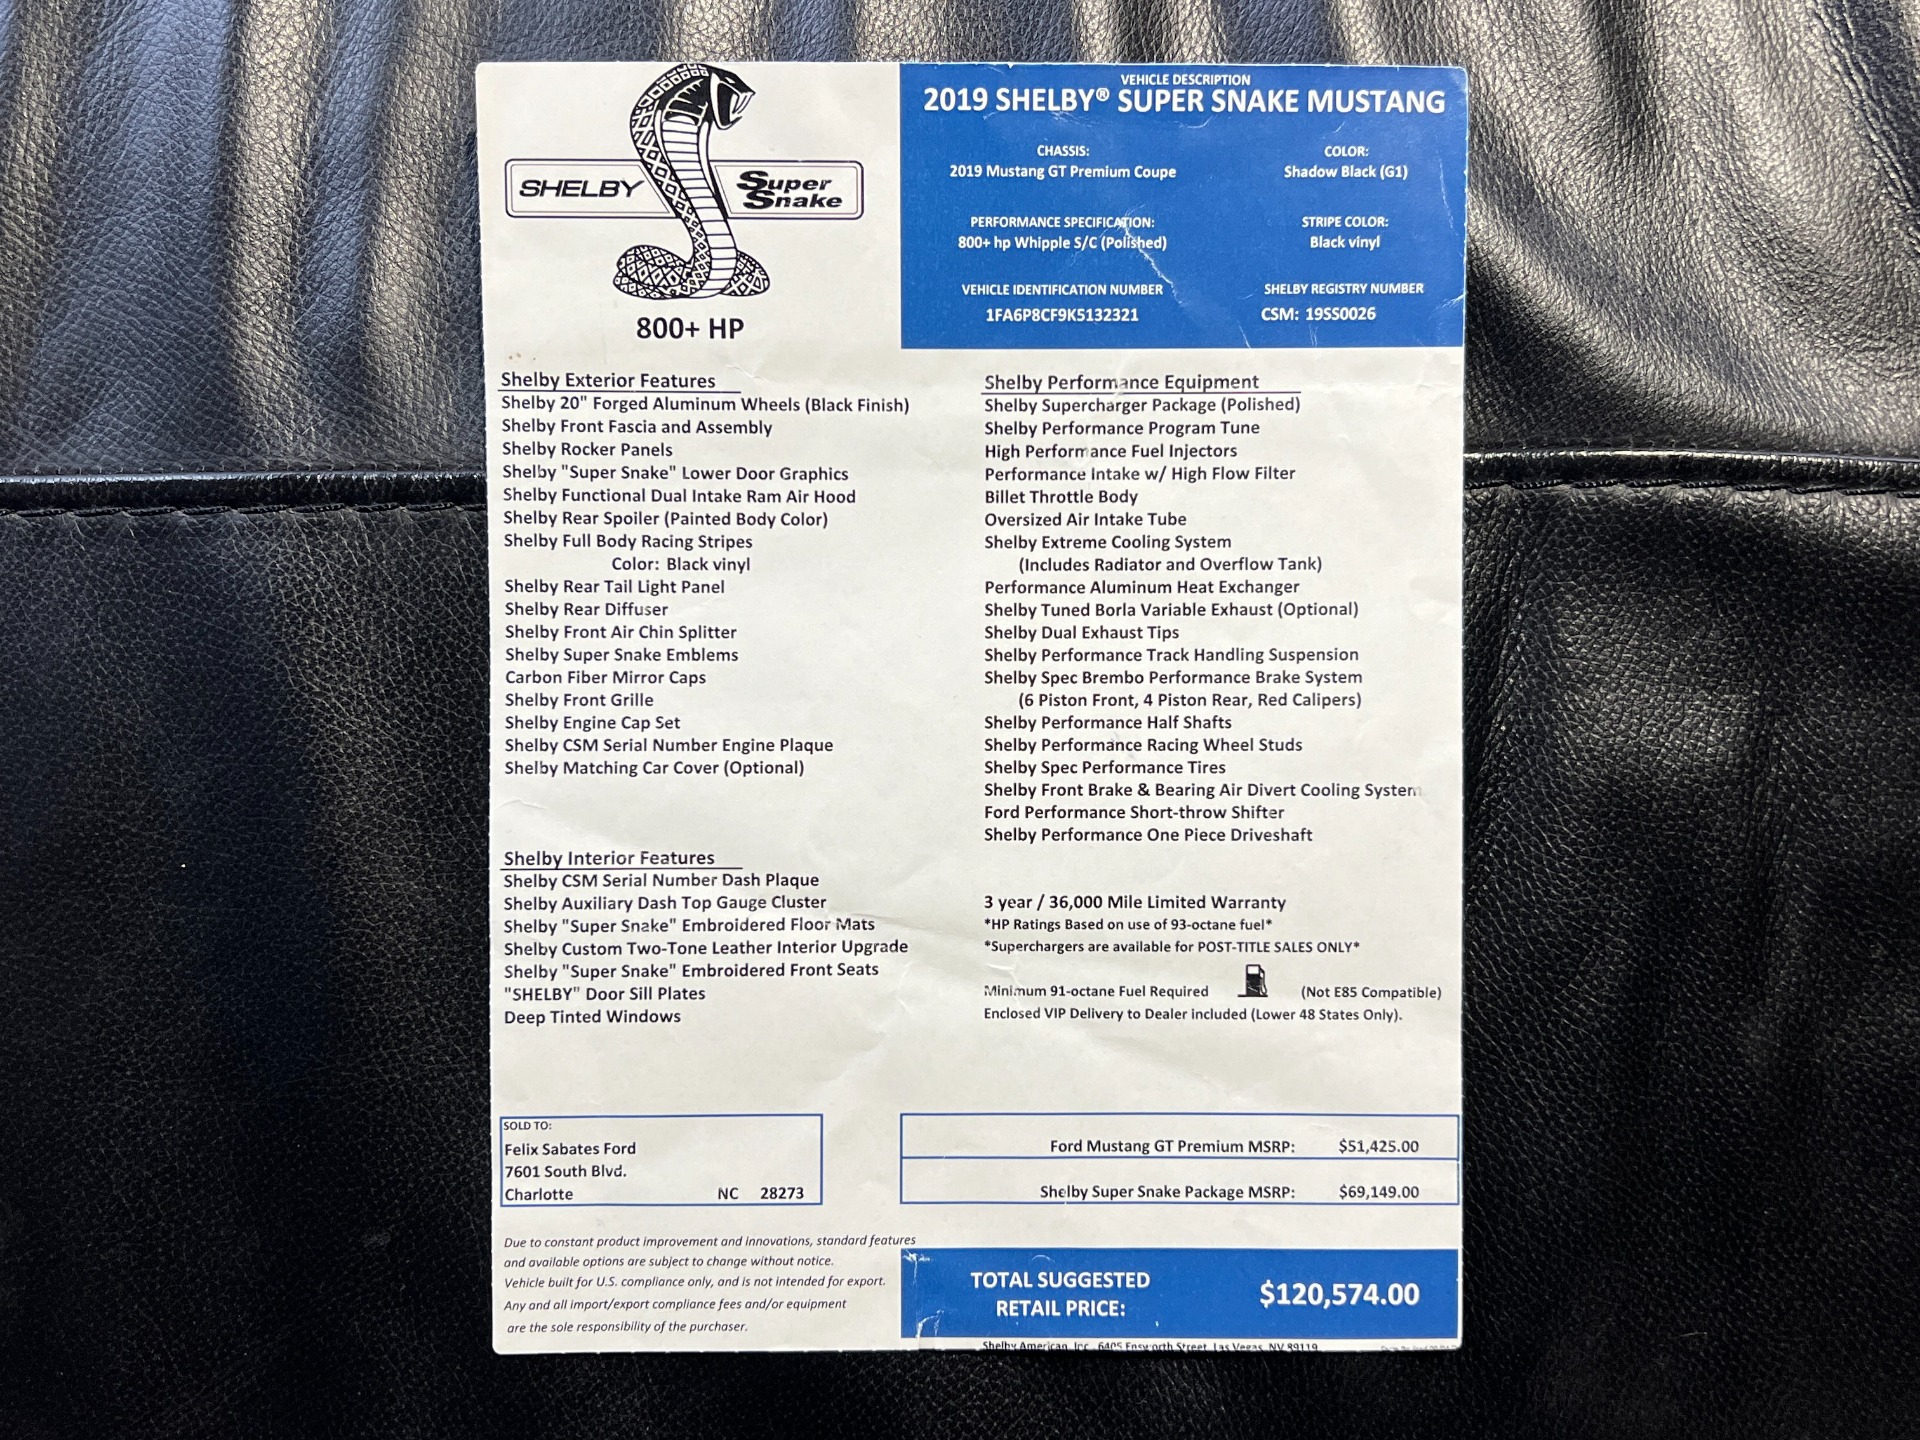 SHELBY
Super Snake
800+ HP
VEHICLE DESCRIPTION
2019 SHELBY® SUPER SNAKE MUSTANG
CHASSIS:
2019 Mustang GT Premium Coupe
COLOR:
Shadow Black (G1)
PERFORMANCE SPECIFICATION:
800+ hp Whipple S/C (Polished)
STRIPE COLOR:
Black vinyl
VEHICLE IDENTIFICATION NUMBER
1FA6P8CF9K5132321
SHELBY REGISTRY NUMBER
CSM: 19SS0026
Shelby Exterior Features
Shelby 20" Forged Aluminum Wheels (Black Finish)
Shelby Front Fascia and Assembly
Shelby Rocker Panels
Shelby "Super Snake" Lower Door Graphics
Shelby Functional Dual Intake Ram Air Hood
Shelby Rear Spoiler (Painted Body Color)
Shelby Full Body Racing Stripes
Color: Black vinyl
Shelby Rear Tail Light Panel
Shelby Rear Diffuser
Shelby Front Air Chin Splitter
Shelby Super Snake Emblems
Carbon Fiber Mirror Caps
Shelby Front Grille
Shelby Engine Cap Set
Shelby CSM Serial Number Engine Plaque
Shelby Matching Car Cover (Optional)
Shelby Interior Features
Shelby CSM Serial Number Dash Plaque
Shelby Auxiliary Dash Top Gauge Cluster
Shelby "Super Snake" Embroidered Floor Mats
Shelby Custom Two-Tone Leather Interior Upgrade
Shelby "Super Snake" Embroidered Front Seats
"SHELBY" Door Sill Plates
Deep Tinted Windows
Shelby Performance Equipment
Shelby Supercharger Package (Polished)
Shelby Performance Program Tune
High Performance Fuel Injectors
Performance Intake w/ High Flow Filter
Billet Throttle Body
Oversized Air Intake Tube
Shelby Extreme Cooling System
(Includes Radiator and Overflow Tank)
Performance Aluminum Heat Exchanger
Shelby Tuned Borla Variable Exhaust (Optional)
Shelby Dual Exhaust Tips
Shelby Performance Track Handling Suspension
Shelby Spec Brembo Performance Brake System
(6 Piston Front, 4 Piston Rear, Red Calipers)
Shelby Performance Half Shafts
Shelby Performance Racing Wheel Studs
Shelby Spec Performance Tires
Shelby Front Brake & Bearing Air Divert Cooling System
Ford Performance Short-throw Shifter
Shelby Performance One Piece Driveshaft
3 year / 36,000 Mile Limited Warranty
*HP Ratings Based on use of 93-octane fuel*
*Superchargers are available for POST-TITLE SALES ONLY*
Minimum 91-octane Fuel Required (Not E85 Compatible)
Enclosed VIP Delivery to Dealer included (Lower 48 States Only).
SOLD TO:
Felix Sabates Ford
7601 South Blvd.
Charlotte NC 28273
Ford Mustang GT Premium MSRP: $51,425.00
Shelby Super Snake Package MSRP: $69,149.00
Due to constant product improvement and innovations, standard features
and available options are subject to change without notice.
Vehicle built for U.S. compliance only, and is not intended for export.
Any and all import/export compliance fees and/or equipment
are the sole responsibility of the purchaser.
TOTAL SUGGESTED
RETAIL PRICE:
$120,574.00
Shelby American, Inc. 6405 Ensworth Street, Las Vegas, NV 89119